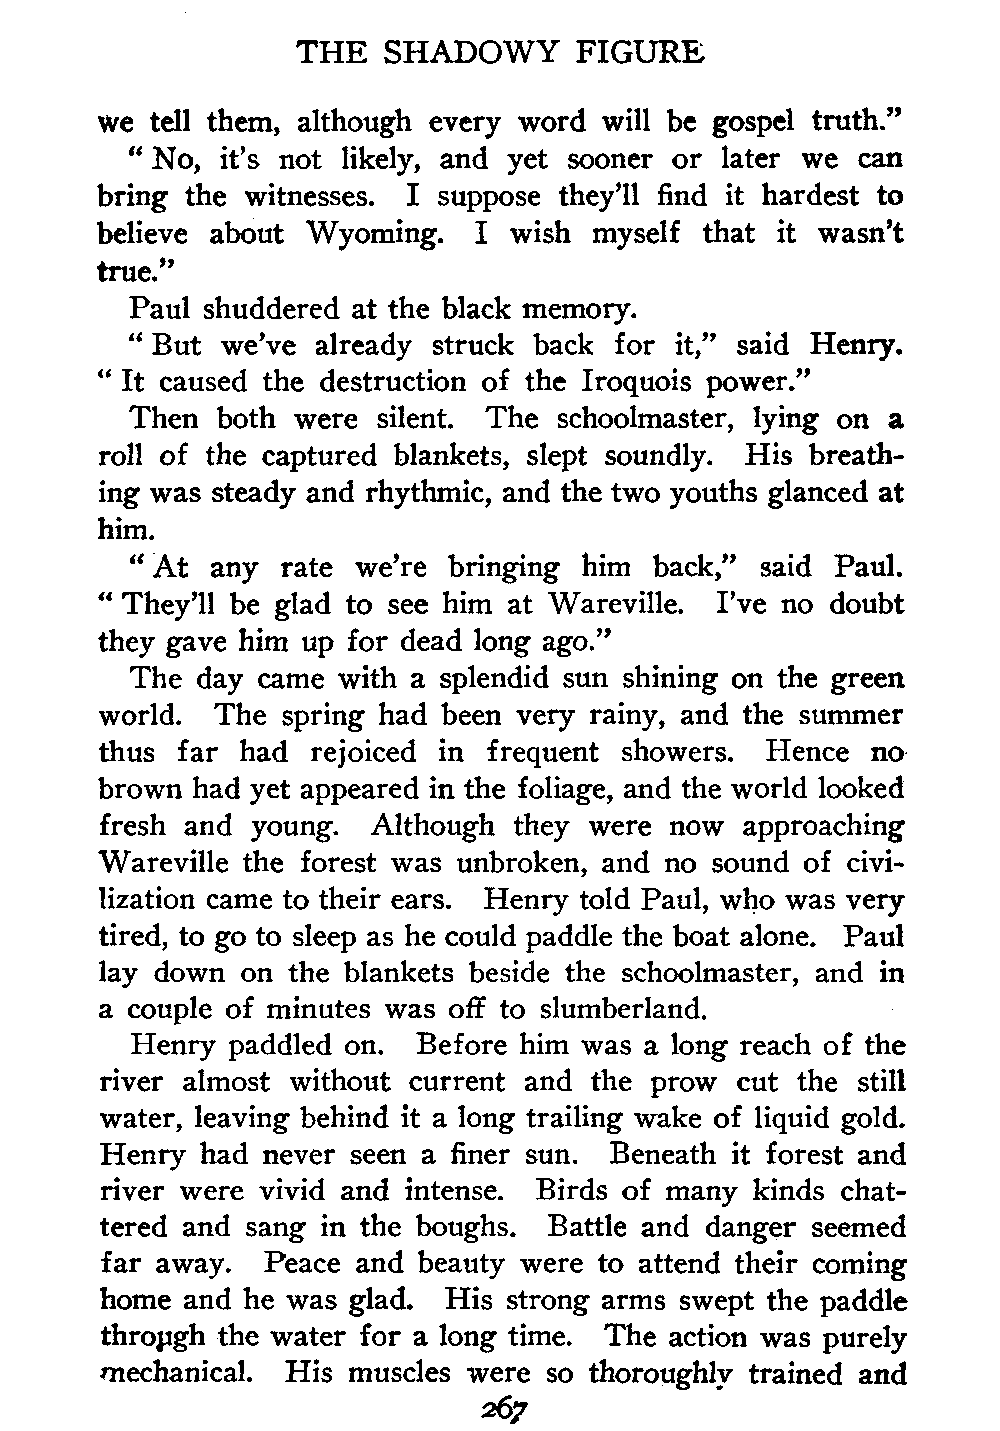 THE SHADOWY FIGURE
we tell them, although every word will be gospel truth.”
“ No, it’s not likely, and yet sooner or later we can
bring the witnesses. I suppose they’ll find it hardest to
believe about Wyoming. I wish myself that it wasn’t
true.”
Paul shuddered at the black memory.
“ But we’ve already struck back for it,” said Henry.
“ It caused the destruction of the Iroquois power.”
Then both were silent. The schoolmaster, lying on a
roll of the captured blankets, slept soundly. His breath-
ing was steady and rhythmic, and the two youths glanced at
him.
“ At any rate we’re bringing him back,” said Paul.
“ They’ll be glad to see him at Wareville. I’ve no doubt
they gave him up for dead long ago.”
The day came with a splendid sun shining on the green
world. The spring had been very rainy, and the summer
thus far had rejoiced in frequent showers. Hence no
brown had yet appeared in the foliage, and the world looked
fresh and young. Although they were now approaching
Wareville the forest was unbroken, and no sound of civi-
lization came to their ears. Henry told Paul, who was very
tired, to go to sleep as he could paddle the boat alone. Paul
lay down on the blankets beside the schoolmaster, and in
a couple of minutes was off to slumberland.
Henry paddled on. Before him was a long reach of the
river almost without current and the prow cut the still
water, leaving behind it a long trailing wake of liquid gold.
Henry had never seen a finer sun. Beneath it forest and
river were vivid and intense. Birds of many kinds chat-
tered and sang in the boughs. Battle and danger seemed
far away. Peace and beauty were to attend their coming
home and he was glad. His strong arms swept the paddle
through the water for a long time. The action was purely
mechanical. His muscles were so thoroughly trained and
267